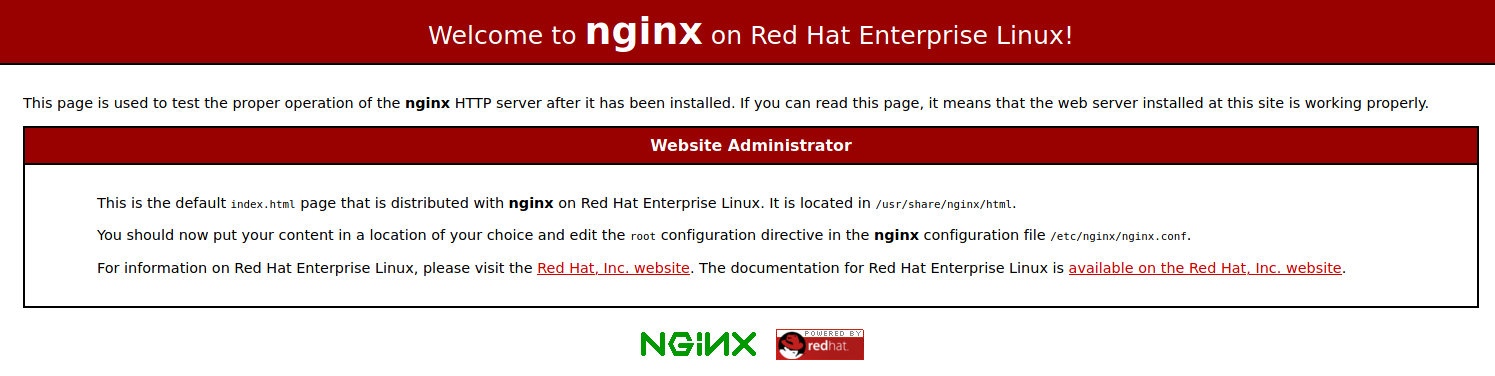 Welcome to nginx on Red Hat Enterprise Linux!
This page is used to test the proper operation of the nginx HTTP server after it has been installed. If you can read this page, it means that the web server installed at this site is working properly.
Website Administrator
This is the default index.html page that is distributed with nginx on Red Hat Enterprise Linux. It is located in /usr/share/nginx/html.
You should now put your content in a location of your choice and edit the root configuration directive in the nginx configuration file /etc/nginx/nginx.conf.
For information on Red Hat Enterprise Linux, please visit the Red Hat, Inc. website. The documentation for Red Hat Enterprise Linux is available on the Red Hat, Inc. website.
NGiNX
POWERED BY
redhat.